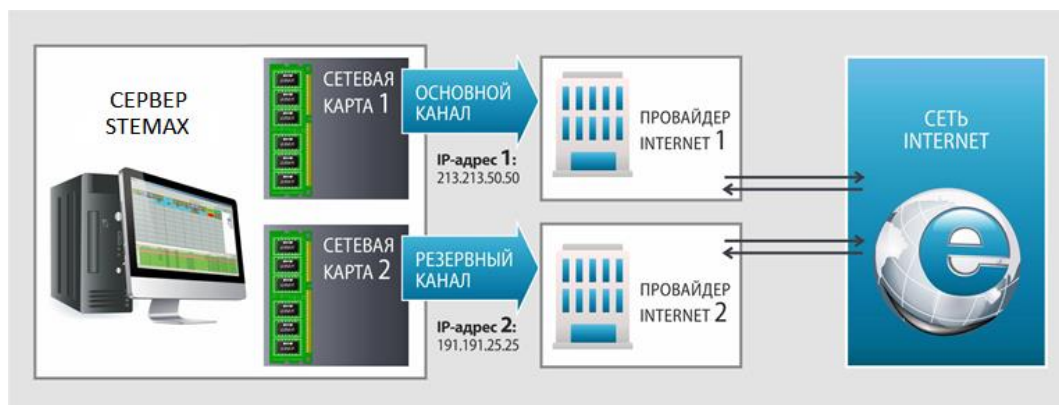 СЕРВЕР
STEMAX
СЕТЕВАЯ
КАРТА 1
ОСНОВНОЙ
КАНАЛ
IP-адрес 1:
213.213.50.50
ПРОВАЙДЕР
INTERNET 1
СЕТЬ
INTERNET
СЕТЕВАЯ
КАРТА 2
РЕЗЕРВНЫЙ
КАНАЛ
IP-адрес 2:
191.191.25.25
ПРОВАЙДЕР
INTERNET 2